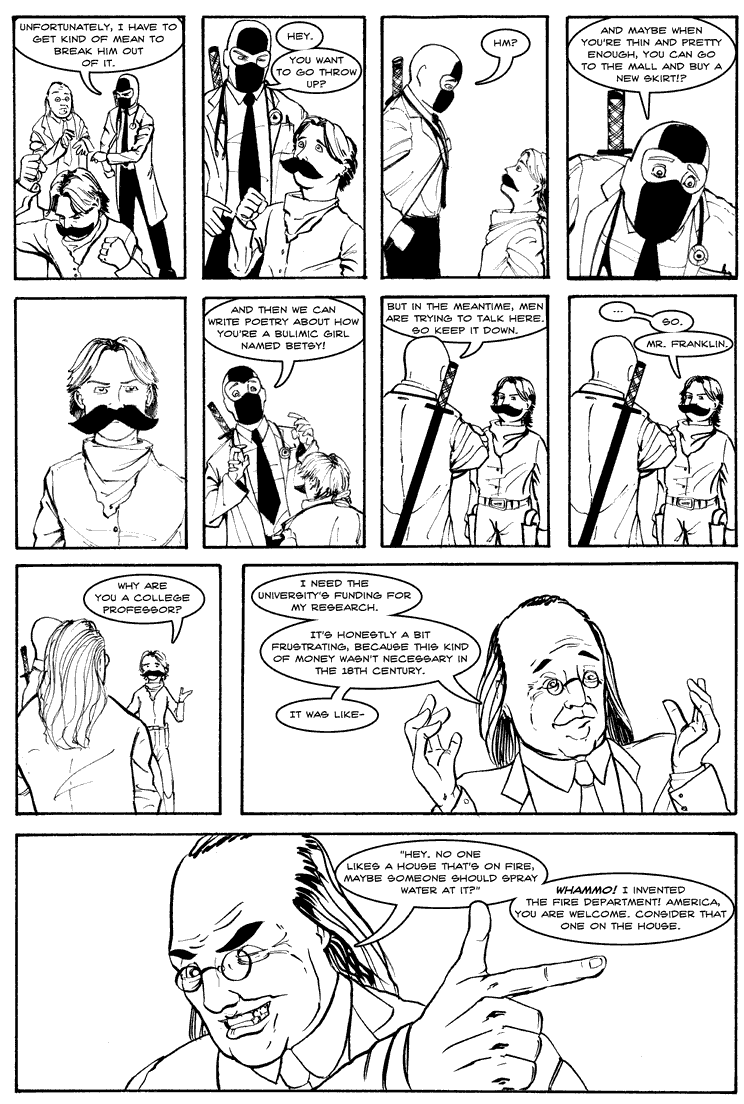 UNFORTUNATELY, I HAVE TO
GET KIND OF MEAN TO
BREAK HIM OUT
OF IT.
HEY.
YOU WANT
TO GO THROW
UP?
HM?
AND MAYBE WHEN
YOU'RE THIN AND PRETTY
ENOUGH, YOU CAN GO
TO THE MALL AND BUY A
NEW SKIRT!?
AND THEN WE CAN
WRITE POETRY ABOUT HOW
YOU'RE A BULIMIC GIRL
NAMED BETSY!
BUT IN THE MEANTIME, MEN
ARE TRYING TO TALK HERE.
SO KEEP IT DOWN.
...
SO.
MR. FRANKLIN.
WHY ARE
YOU A COLLEGE
PROFESSOR?
I NEED THE
UNIVERSITY'S FUNDING FOR
MY RESEARCH.
IT'S HONESTLY A BIT
FRUSTRATING, BECAUSE THIS KIND
OF MONEY WASN'T NECESSARY IN
THE 18TH CENTURY.
IT WAS LIKE-
"HEY. NO ONE
LIKES A HOUSE THAT'S ON FIRE,
MAYBE SOMEONE SHOULD SPRAY
WATER AT IT?"
WHAMMO! I INVENTED
THE FIRE DEPARTMENT! AMERICA,
YOU ARE WELCOME. CONSIDER THAT
ONE ON THE HOUSE.